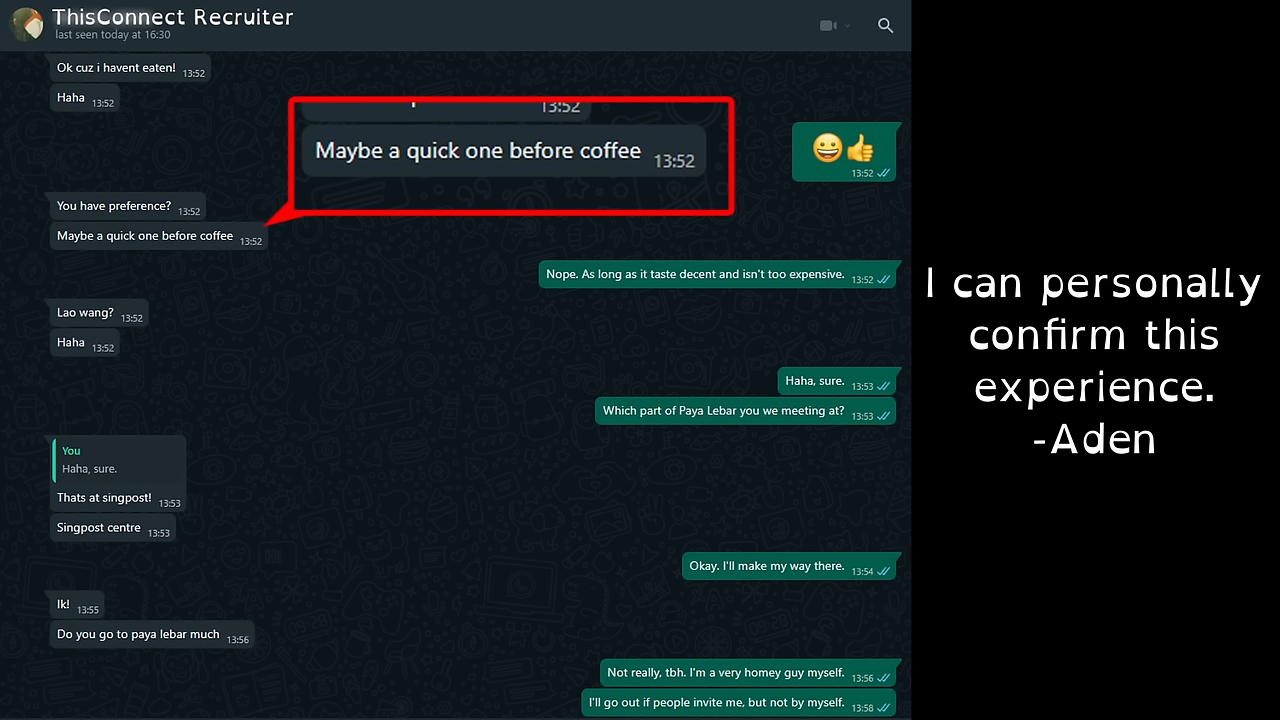 ThisConnect Recruiter
last seen today at 16:30
Ok cuz i havent eaten! 13:52
Haha 13:52
13:52
Maybe a quick one before coffee 13:52
13:52
You have preference? 13:52
Maybe a quick one before coffee 13:52
Nope. As long as it taste decent and isn't too expensive. 13:52
Lao wang? 13:52
Haha 13:52
Haha, sure. 13:53
Which part of Paya Lebar you we meeting at? 13:53
You
Haha, sure.
Thats at singpost! 13:53
Singpost centre 13:53
Okay. I'll make my way there. 13:54
Ik! 13:55
Do you go to paya lebar much 13:56
Not really, tbh. I'm a very homey guy myself. 13:56
I'll go out if people invite me, but not by myself. 13:58
I can personally
confirm this
experience.
-Aden